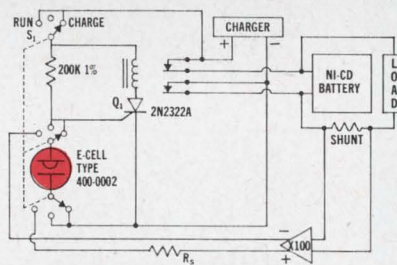 RUN
CHARGE
S1
CHARGER
+ −
200K 1%
Q1
2N2322A
NI-CD
BATTERY
LOAD
E-CELL
TYPE
400-0002
SHUNT
−
X100
+
RS